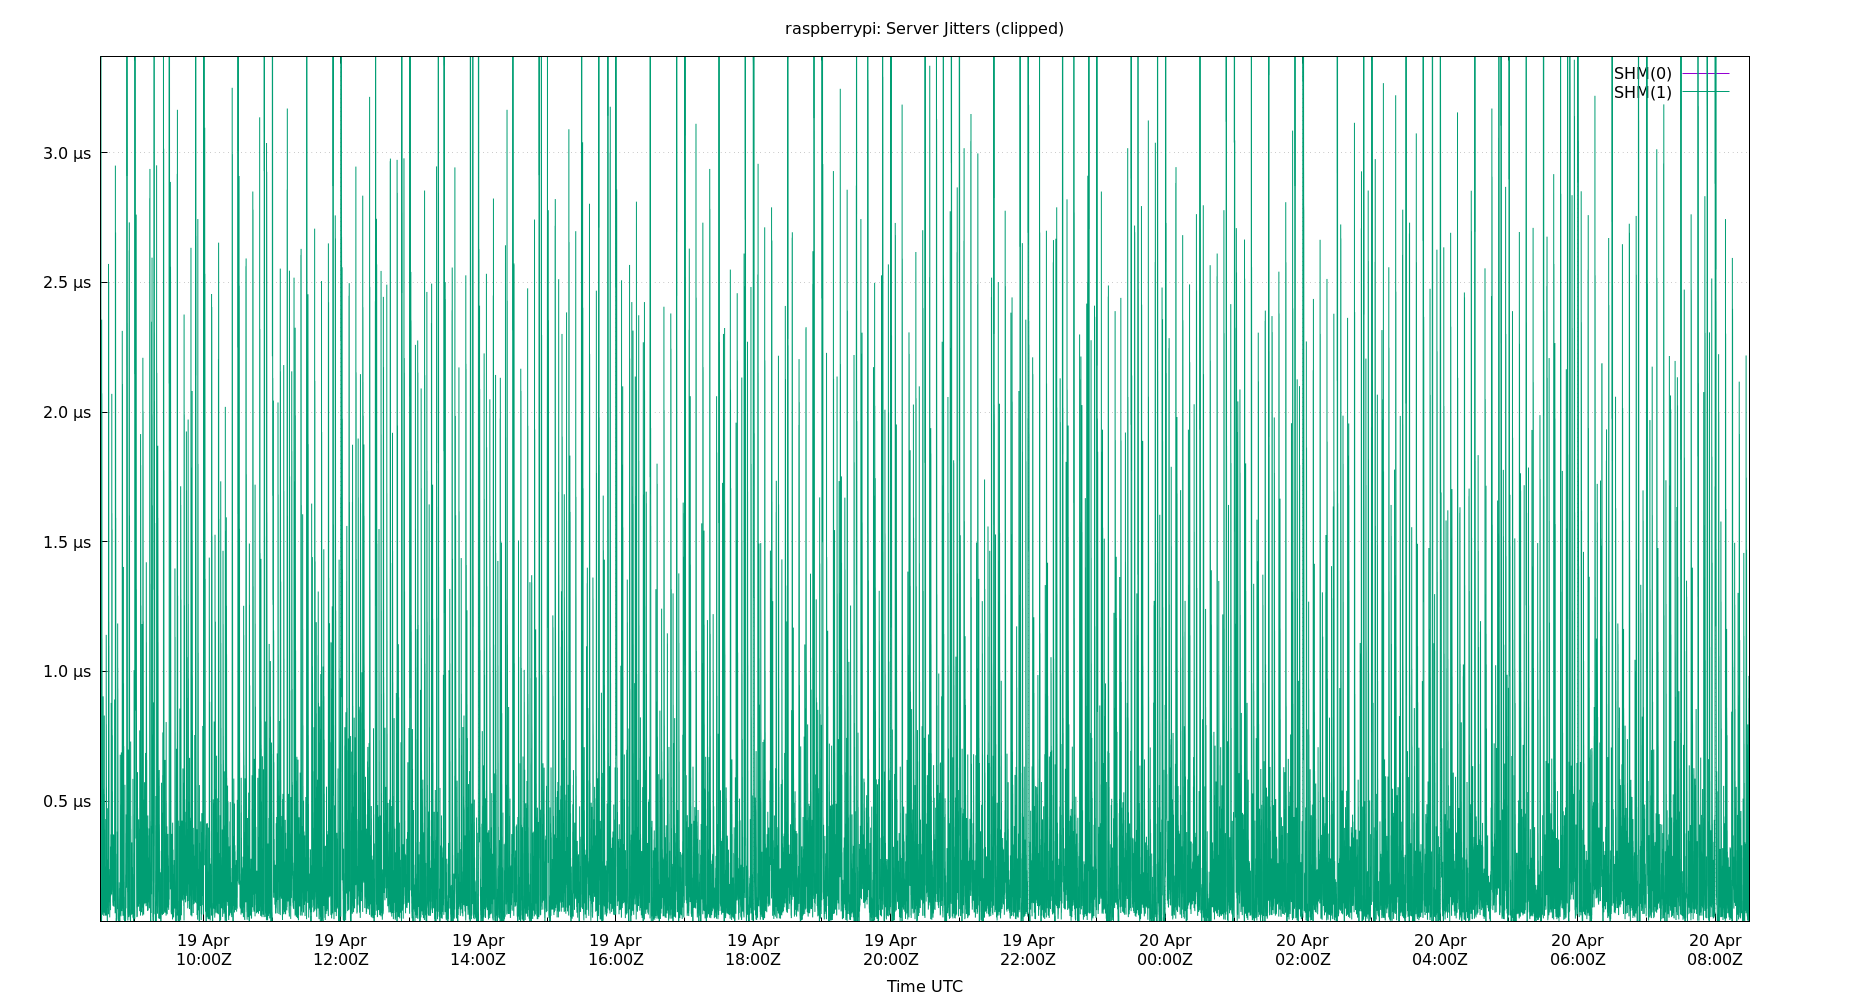 raspberrypi: Server Jitters (clipped)
SHM(0)
SHM(1)
3.0 µs
2.5 µs
2.0 µs
1.5 µs
1.0 µs
0.5 µs
19 Apr 19 Apr 19 Apr 19 Apr 19 Apr 19 Apr 19 Apr 20 Apr 20 Apr 20 Apr 20 Apr 20 Apr
10:00Z 12:00Z 14:00Z 16:00Z 18:00Z 20:00Z 22:00Z 00:00Z 02:00Z 04:00Z 06:00Z 08:00Z
Time UTC